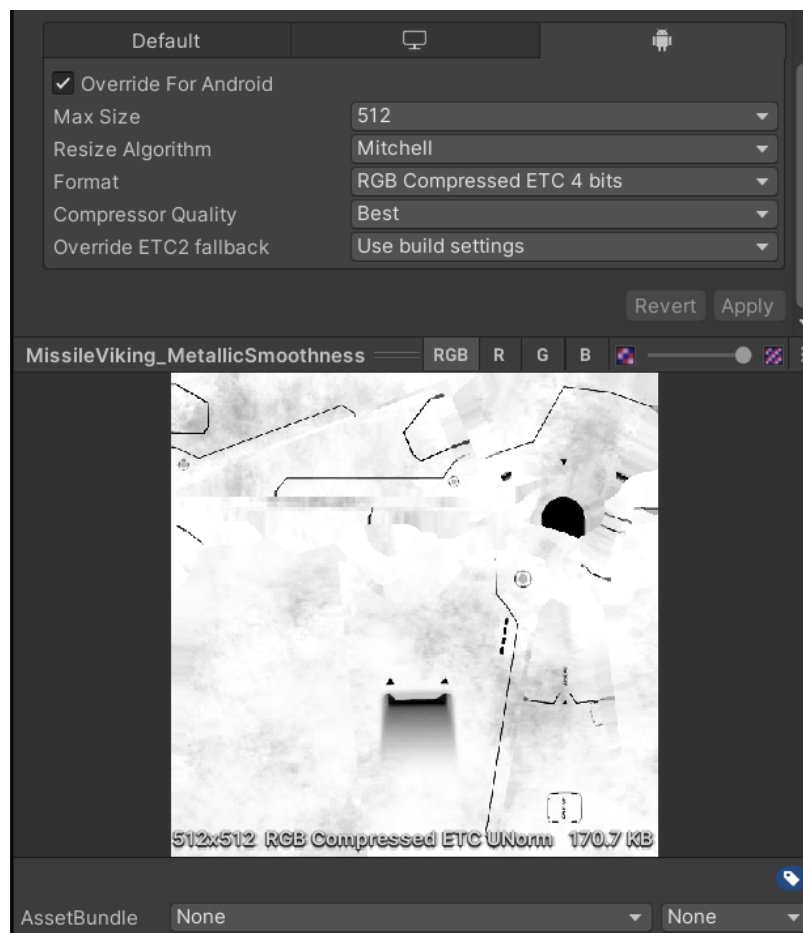 Default
Override For Android
Max Size 512
Resize Algorithm Mitchell
Format RGB Compressed ETC 4 bits
Compressor Quality Best
Override ETC2 fallback Use build settings
Revert Apply
MissileViking_MetallicSmoothness RGB R G B
512x512 RGB Compressed ETC UNorm 170.7 KB
AssetBundle None None